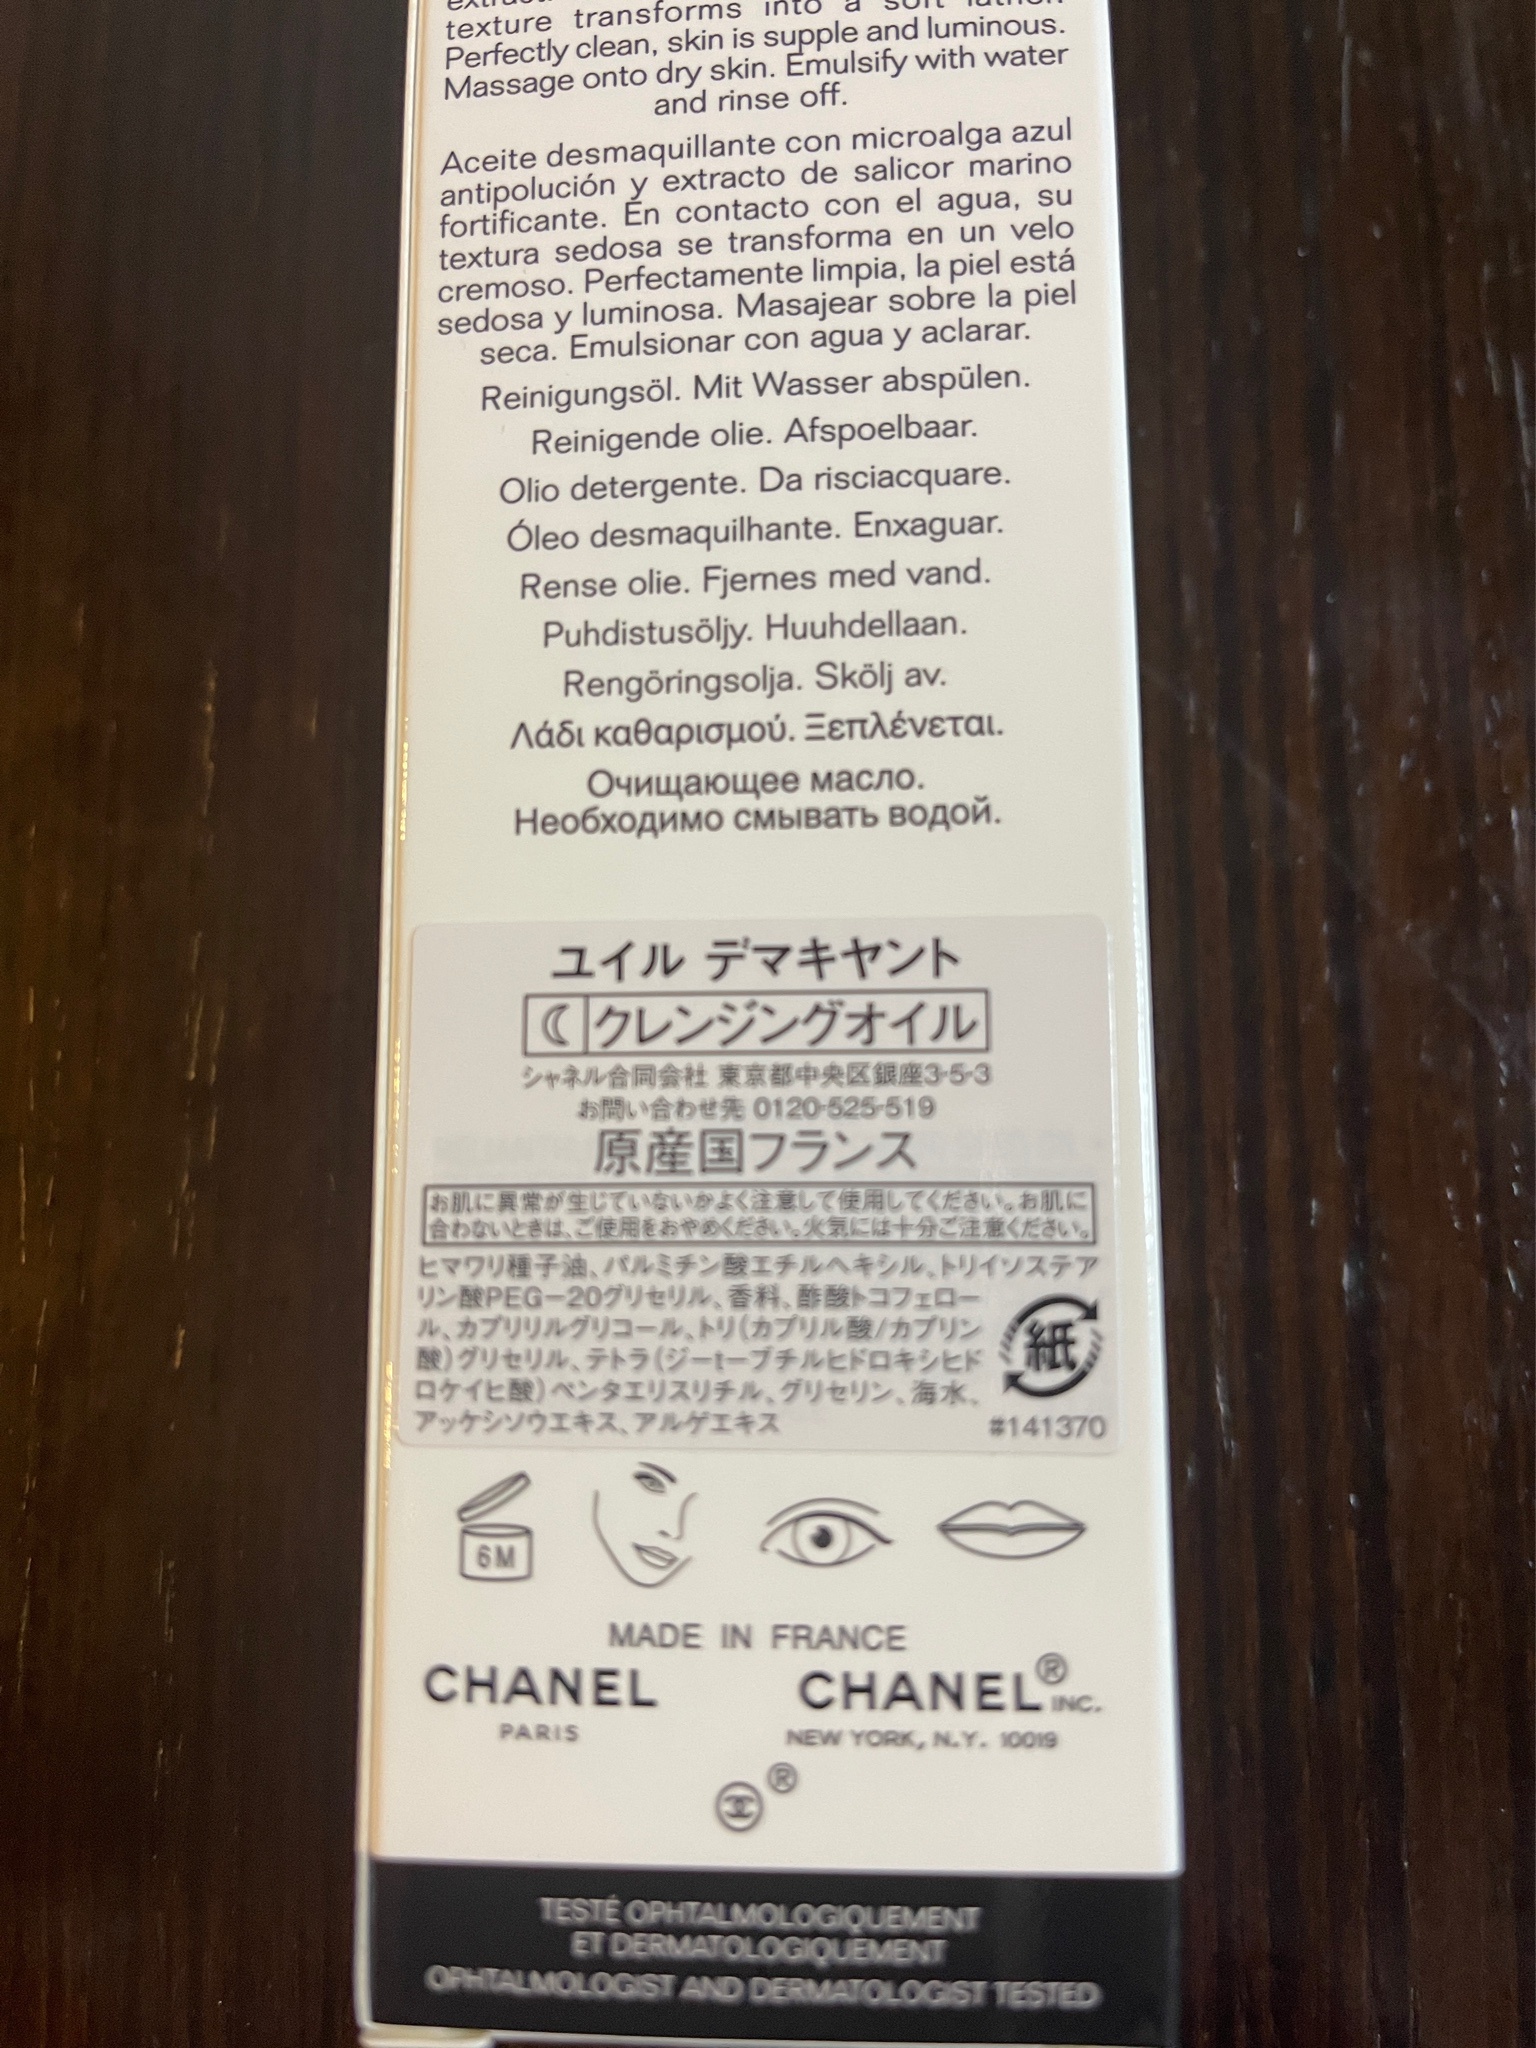 texture transforms into a soft lather.
Perfectly clean, skin is supple and luminous.
Massage onto dry skin. Emulsify with water
and rinse off.
Aceite desmaquillante con microalga azul
antipolución y extracto de salicor marino
fortificante. En contacto con el agua, su
textura sedosa se transforma en un velo
cremoso. Perfectamente limpia, la piel está
sedosa y luminosa. Masajear sobre la piel
seca. Emulsionar con agua y aclarar.
Reinigungsöl. Mit Wasser abspülen.
Reinigende olie. Afspoelbaar.
Olio detergente. Da risciacquare.
Óleo desmaquilhante. Enxaguar.
Rense olie. Fjernes med vand.
Puhdistusöljy. Huuhdellaan.
Rengöringsolja. Skölj av.
Λάδι καθαρισμού. Ξεπλένεται.
Очищающее масло.
Необходимо смывать водой.
ユイル デマキヤント
クレンジングオイル
シャネル合同会社 東京都中央区銀座3-5-3
お問い合わせ先 0120-525-519
原産国フランス
お肌に異常が生じていないかよく注意して使用してください。お肌に
合わないときは、ご使用をおやめください。火気には十分ご注意ください。
ヒマワリ種子油、パルミチン酸エチルヘキシル、トリイソステア
リン酸PEG-20グリセリル、香料、酢酸トコフェロー
ル、カプリリルグリコール、トリ(カプリル酸/カプリン
酸)グリセリル、テトラ(ジ-t-ブチルヒドロキシヒド
ロケイヒ酸)ペンタエリスリチル、グリセリン、海水、
アッケシソウエキス、アルゲエキス
紙
#141370
6M
MADE IN FRANCE
CHANEL
PARIS
CHANEL® INC.
NEW YORK, N.Y. 10019
®
TESTÉ OPHTALMOLOGIQUEMENT
ET DERMATOLOGIQUEMENT
OPHTALMOLOGIST AND DERMATOLOGIST TESTED